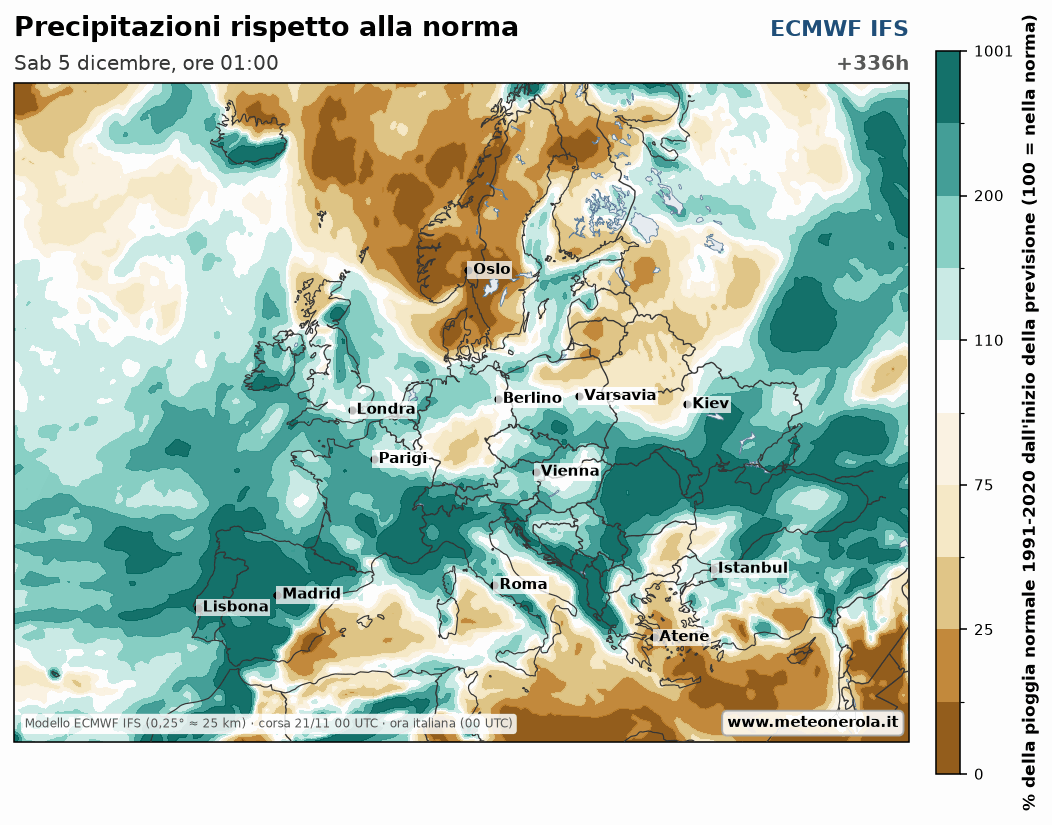 Precipitazioni rispetto alla norma
ECMWF IFS
Sab 5 dicembre, ore 01:00
+336h
Oslo
Berlino
Varsavia
Kiev
Londra
Parigi
Vienna
Istanbul
Roma
Madrid
Lisbona
Atene
Modello ECMWF IFS (0,25° ≈ 25 km) · corsa 21/11 00 UTC · ora italiana (00 UTC)
www.meteonerola.it
1001
200
110
75
25
0
% della pioggia normale 1991-2020 dall'inizio della previsione (100 = nella norma)